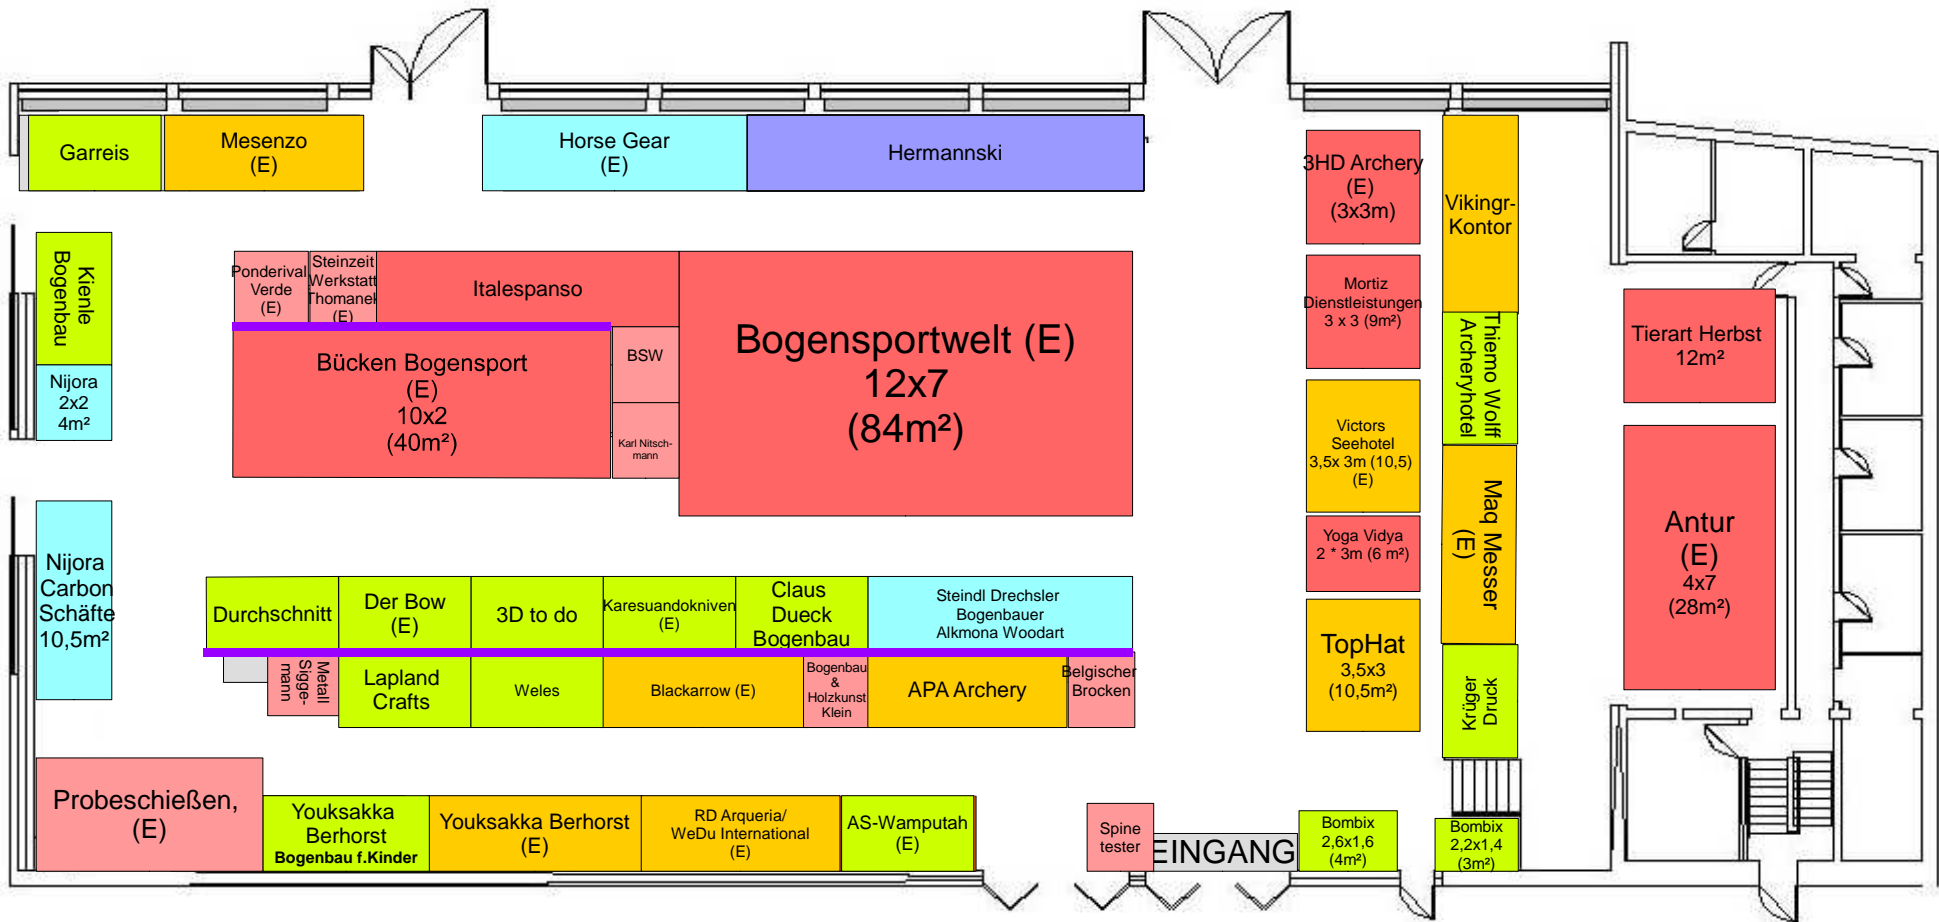 Garreis
Mesenzo
(E)
Horse Gear
(E)
Hermannski
3HD Archery
(E)
(3x3m)
Vikingr-
Kontor
Kienle
Bogenbau
Nijora
2x2
4m²
Ponderival
Verde
(E)
Steinzeit
Werkstatt
Thomanek
(E)
Italespanso
Bücken Bogensport
(E)
10x2
(40m²)
BSW
Karl Nitsch-
mann
Bogensportwelt (E)
12x7
(84m²)
Mortiz
Dienstleistungen
3 x 3 (9m²)
Thiemo Wolff
Archeryhotel
Tierart Herbst
12m²
Victors
Seehotel
3,5x 3m (10,5)
(E)
Maq Messer
(E)
Antur
(E)
4x7
(28m²)
Yoga Vidya
2 * 3m (6 m²)
Nijora
Carbon
Schäfte
10,5m²
Durchschnitt
Der Bow
(E)
3D to do
Karesuandokniven
(E)
Claus
Dueck
Bogenbau
Steindl Drechsler
Bogenbauer
Alkmona Woodart
TopHat
3,5x3
(10,5m²)
Metall
Sigge-
mann
Lapland
Crafts
Weles
Blackarrow (E)
Bogenbau
&
Holzkunst
Klein
APA Archery
Belgischer
Brocken
Druck
Krüger
Probeschießen,
(E)
Youksakka
Berhorst
Bogenbau f.Kinder
Youksakka Berhorst
(E)
RD Arqueria/
WeDu International
(E)
AS-Wamputah
(E)
Spine
tester
EINGANG
Bombix
2,6x1,6
(4m²)
Bombix
2,2x1,4
(3m²)